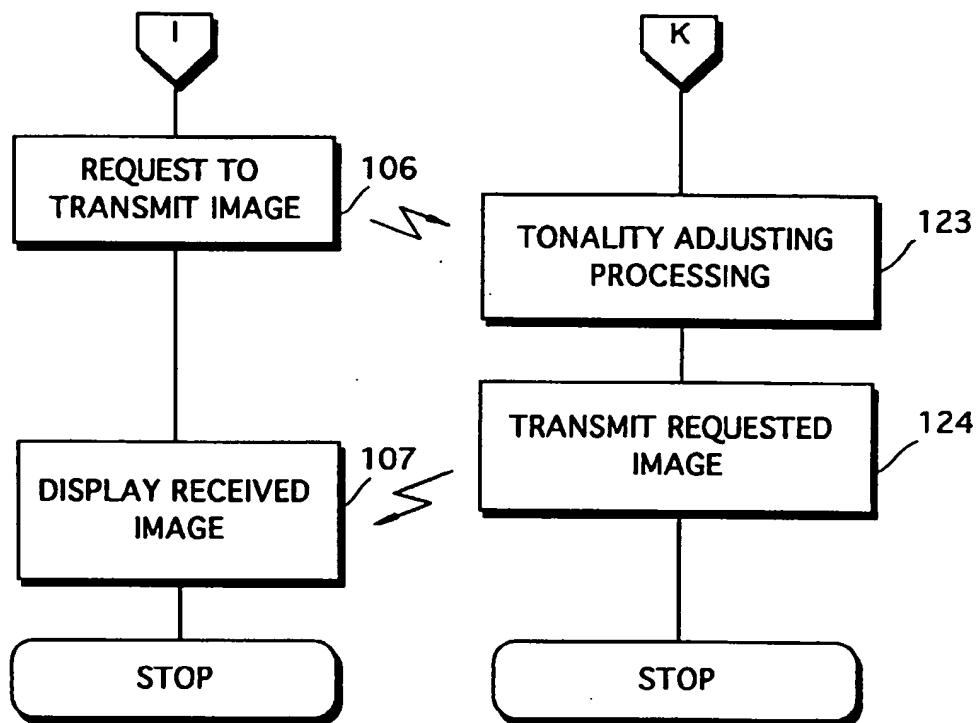 I
REQUEST TO
TRANSMIT IMAGE
106
DISPLAY RECEIVED
IMAGE
107
STOP
K
TONALITY ADJUSTING
PROCESSING
123
TRANSMIT REQUESTED
IMAGE
124
STOP